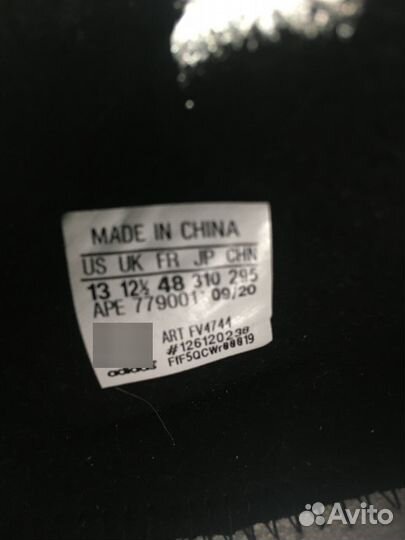 MADE IN CHINA
US UK FR JP CHN
13 12½ 48 310 295
APE 779001 09/20
ART FV4744
#126120230
adidas
Avito